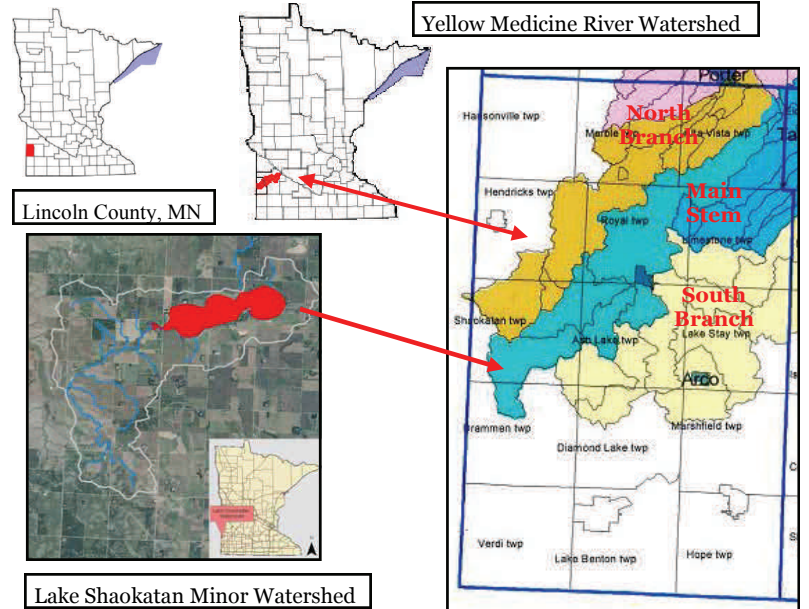 Yellow Medicine River Watershed
Lincoln County, MN
Porter
Hansonville twp
North
Marble twp
Alta Vista twp
Branch
Hendricks twp
Main
Stem
Royal twp
Limestone twp
South
Branch
Shaokatan twp
Ash Lake twp
Lake Stay twp
Arco
Drammen twp
Marshfield twp
Diamond Lake twp
Verdi twp
Lake Benton twp
Hope twp
Lake Shaokatan Minor Watershed